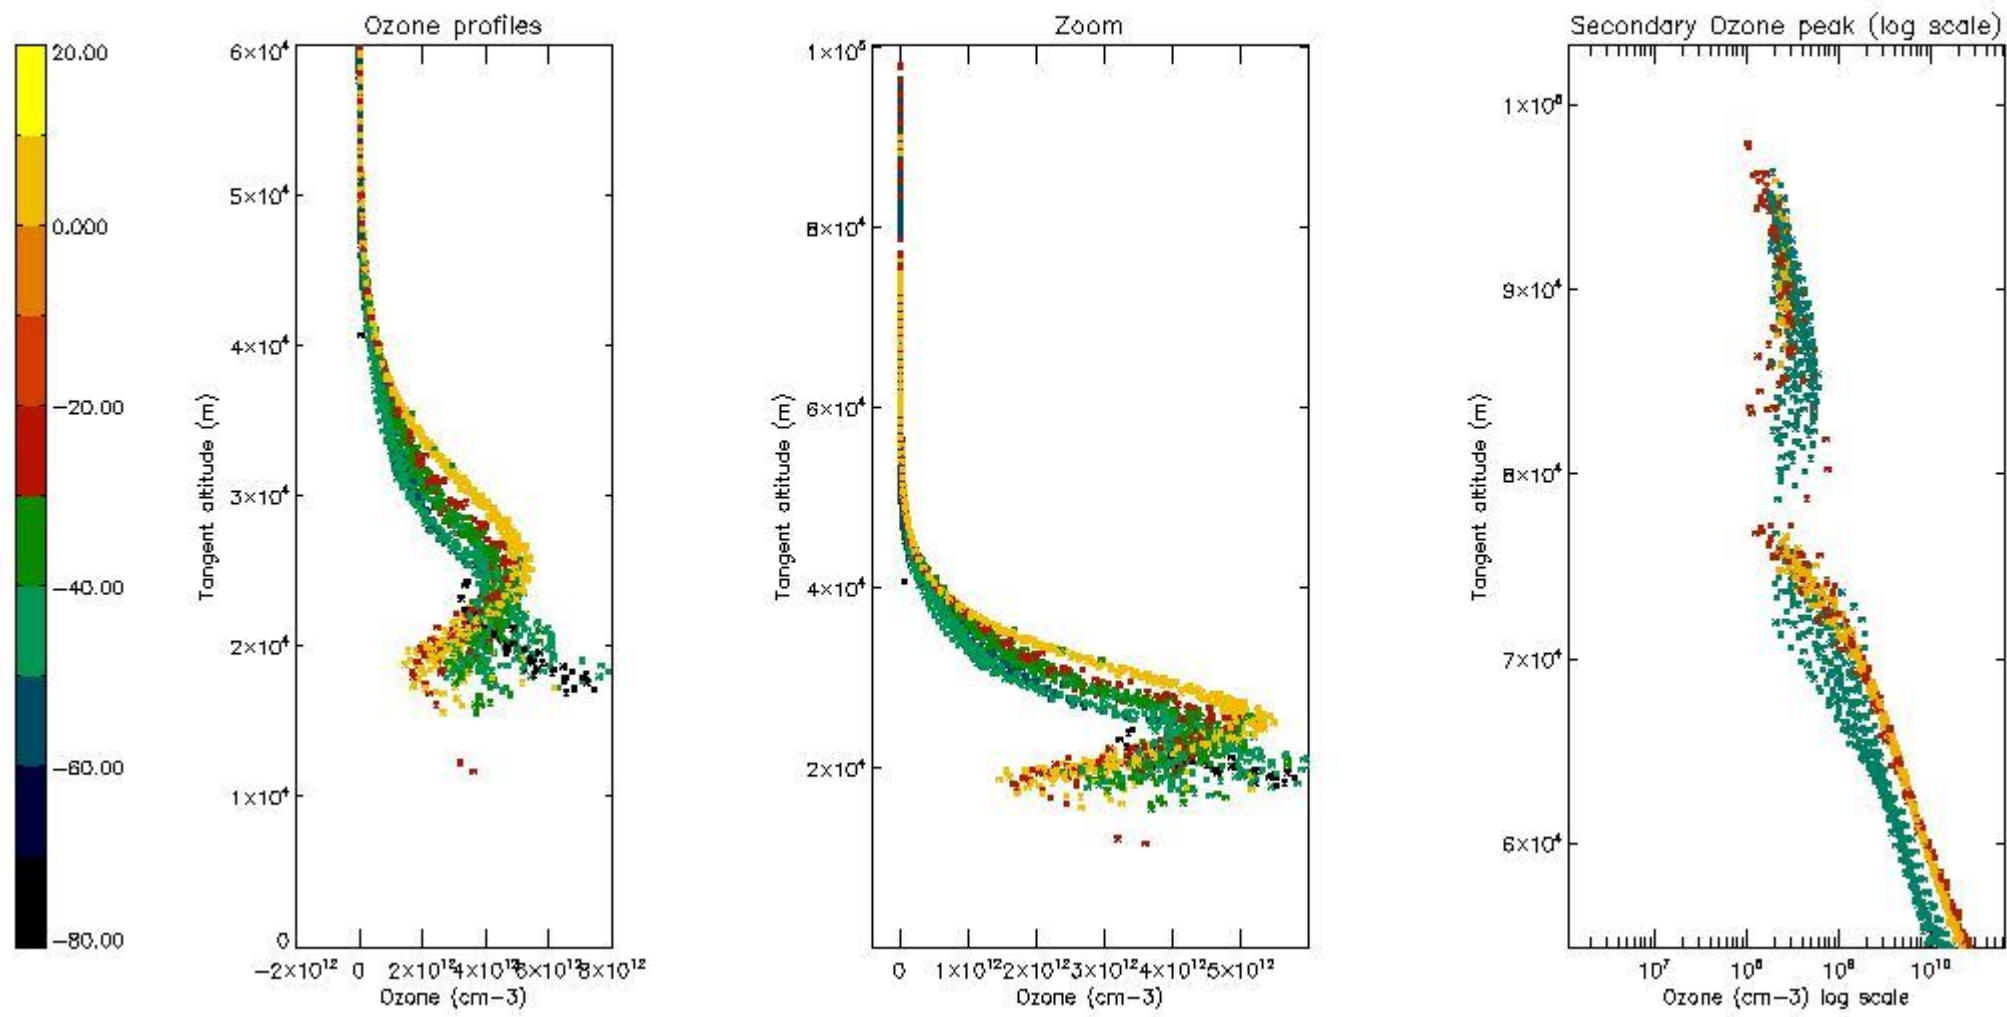 Ozone profiles
Zoom
Secondary Ozone peak (log scale)
20.00
0.000
−20.00
−40.00
−60.00
−80.00
6×10⁴
5×10⁴
4×10⁴
3×10⁴
2×10⁴
1×10⁴
0
Tangent altitude (m)
−2×10¹² 0 2×10¹² 4×10¹² 6×10¹² 8×10¹²
Ozone (cm−3)
1×10⁵
8×10⁴
6×10⁴
4×10⁴
2×10⁴
Tangent altitude (m)
0 1×10¹² 2×10¹² 3×10¹² 4×10¹² 5×10¹²
Ozone (cm−3)
9×10⁴
8×10⁴
7×10⁴
6×10⁴
Tangent altitude (m)
10⁷ 10¹⁰
Ozone (cm−3) log scale